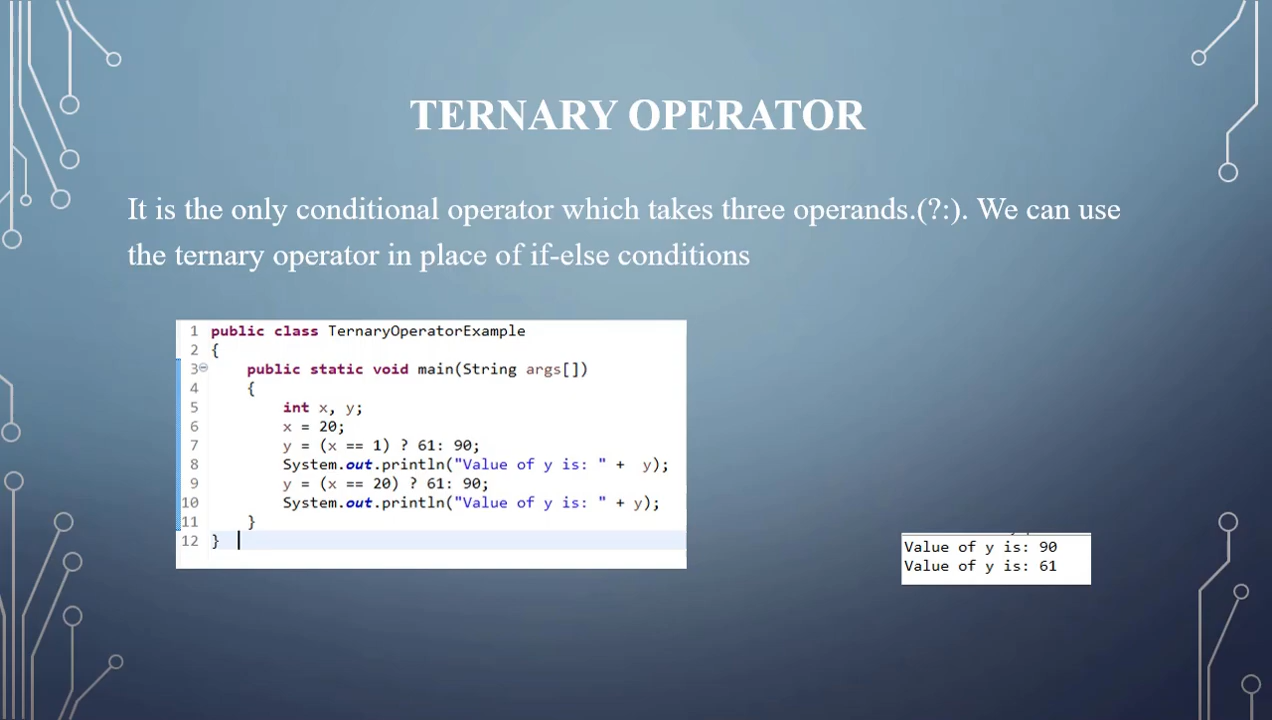 TERNARY OPERATOR
It is the only conditional operator which takes three operands.(?:). We can use
the ternary operator in place of if-else conditions
1 public class TernaryOperatorExample
2 {
3 public static void main(String args[])
4 {
5 int x, y;
6 x = 20;
7 y = (x == 1) ? 61: 90;
8 System.out.println("Value of y is: " +  y);
9 y = (x == 20) ? 61: 90;
10 System.out.println("Value of y is: " + y);
11 }
12 }
Value of y is: 90
Value of y is: 61